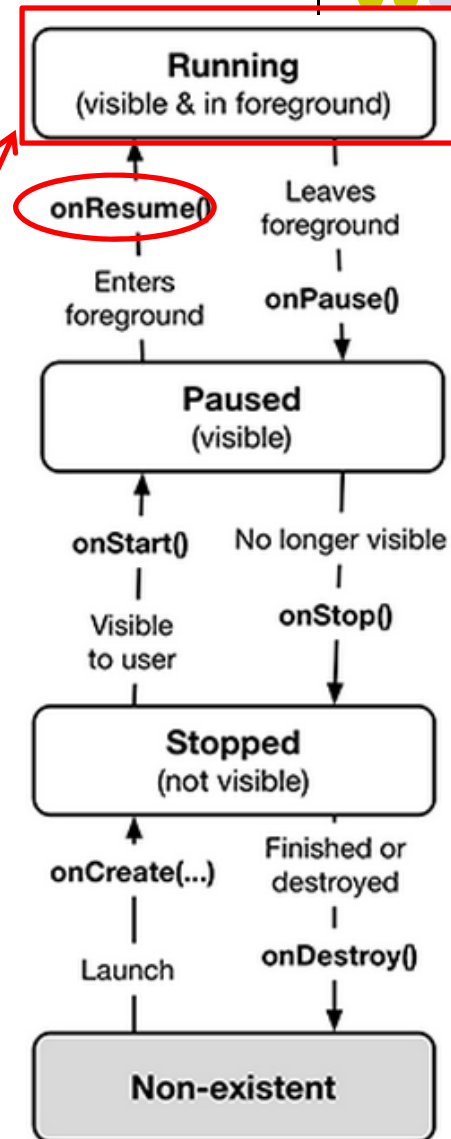 Running
(visible & in foreground)
onResume()
Leaves
foreground
Enters
foreground
onPause()
Paused
(visible)
onStart()
No longer visible
Visible
to user
onStop()
Stopped
(not visible)
onCreate(...)
Finished or
destroyed
Launch
onDestroy()
Non-existent